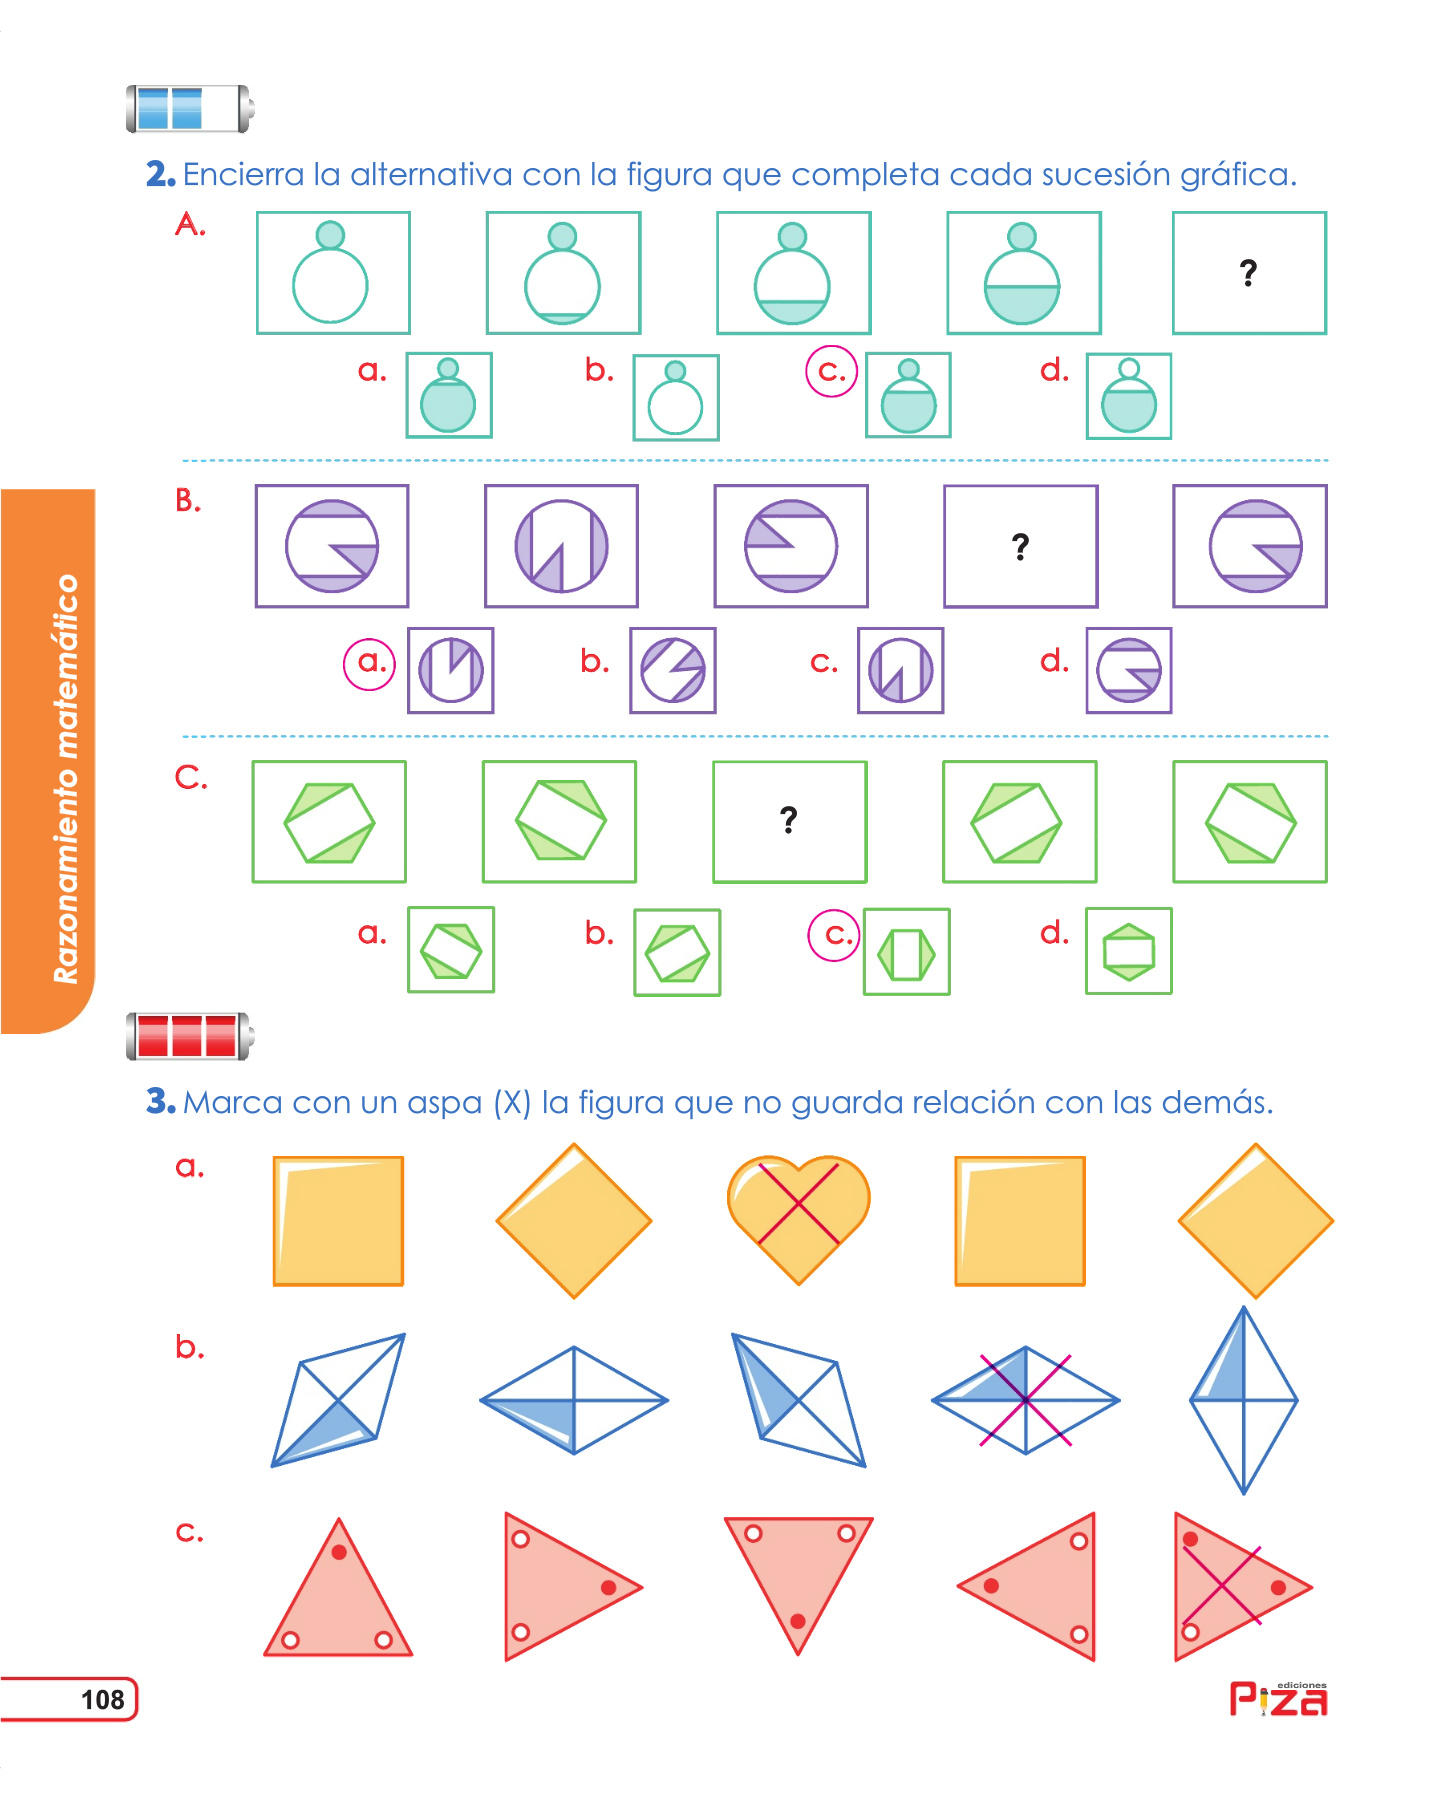 2. Encierra la alternativa con la figura que completa cada sucesión gráfica.
A.
?
a. b. c. d.
B.
?
a. b. c. d.
C.
?
a. b. c. d.
Razonamiento matemático
3. Marca con un aspa (X) la figura que no guarda relación con las demás.
a.
b.
c.
108
ediciones
Piza